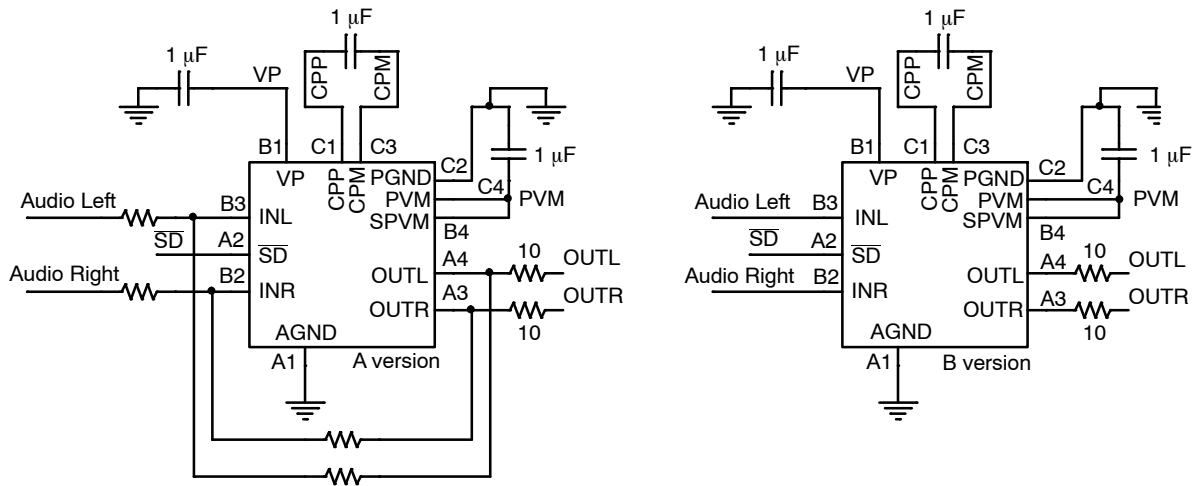 1 µF
1 µF
VP
CPP
CPM
B1
C1
C3
C2
1 µF
VP
CPP
CPM
PGND
C4
PVM
PVM
SPVM
B4
Audio Left
B3
INL
SD
A2
SD
Audio Right
B2
INR
A4
10
OUTL
OUTL
A3
OUTR
OUTR
10
AGND
A1
A version
1 µF
1 µF
VP
CPP
CPM
B1
C1
C3
C2
1 µF
VP
CPP
CPM
PGND
C4
PVM
PVM
SPVM
B4
Audio Left
B3
INL
SD
A2
SD
Audio Right
B2
INR
A4
10
OUTL
OUTL
A3
OUTR
OUTR
10
AGND
A1
B version